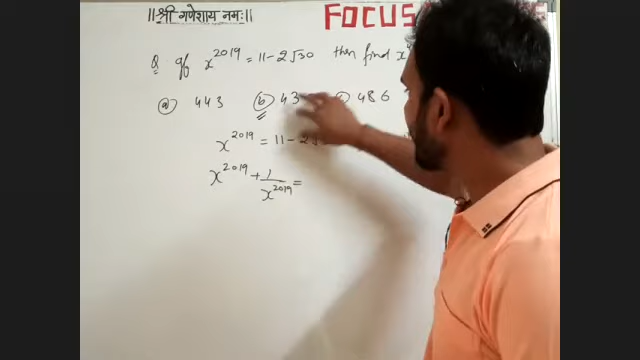 ||श्री गणेशाय नमः||
FOCUS
Q If x^2019 = 11 - 2√30 then find x
(a) 443 (b) 43 (c) 486
x^2019 = 11 - 2√30
x^2019 + 1/x^2019 =